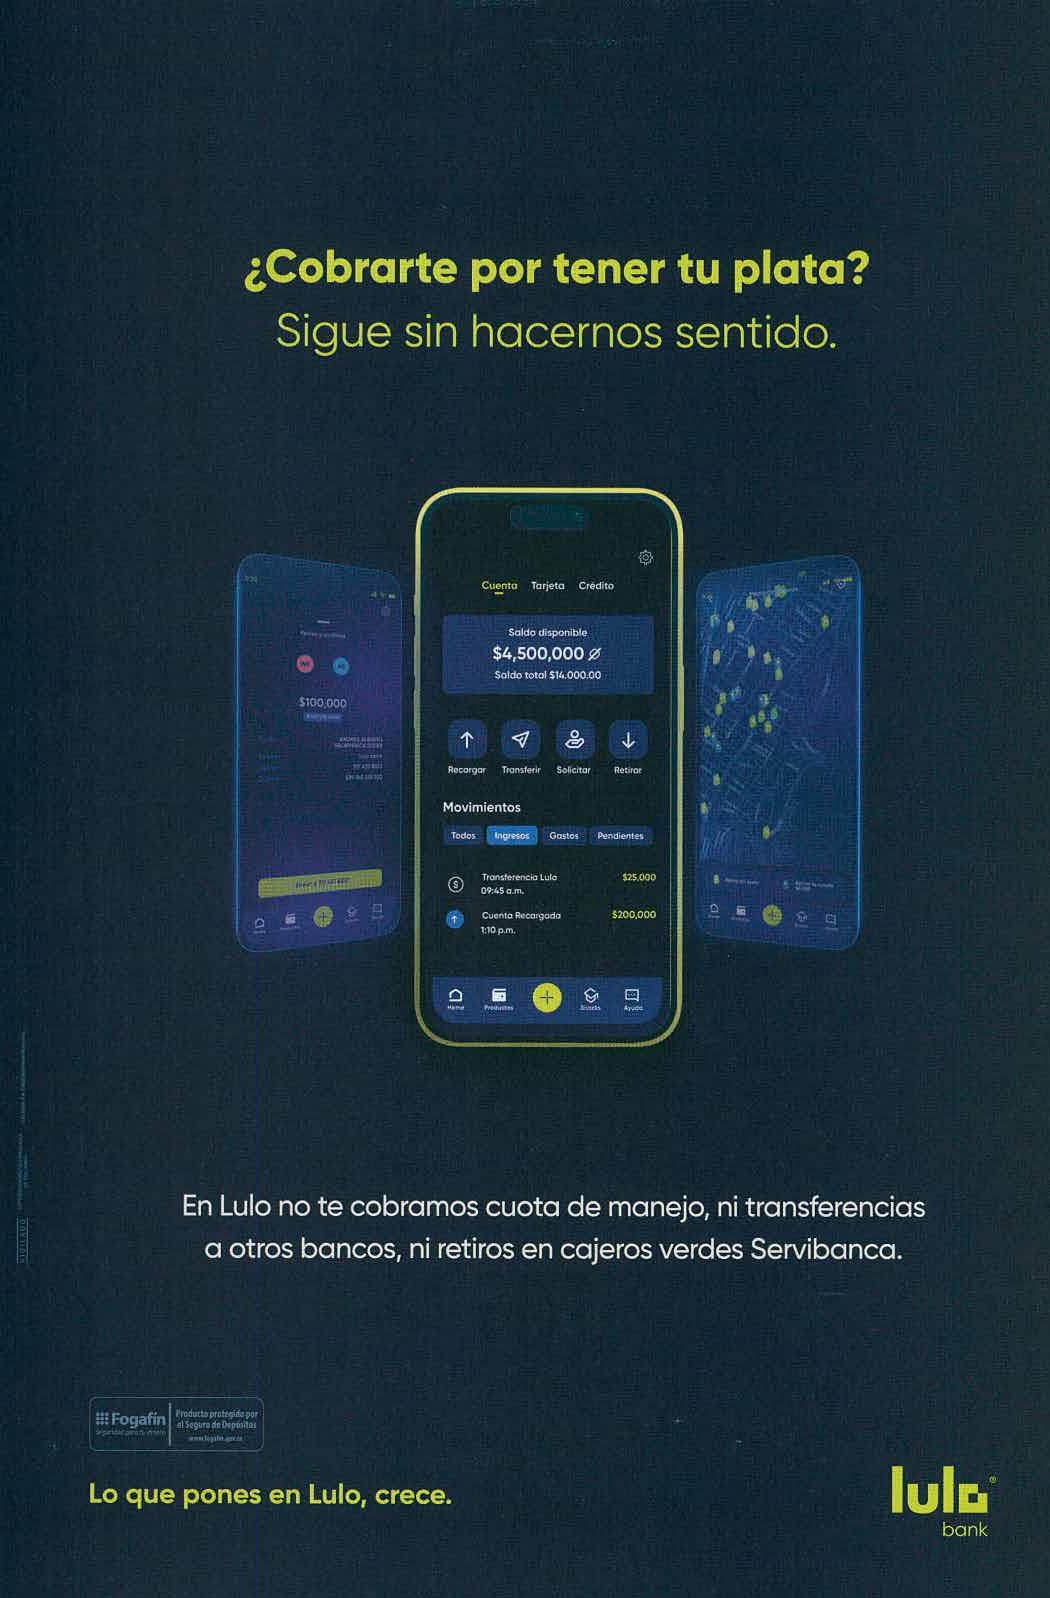 ¿Cobrarte por tener tu plata?
Sigue sin hacernos sentido.
$100,000
Cuenta Tarjeta Crédito
Saldo disponible
$4,500,000
Saldo total $14.000.00
Recargar Transferir Solicitar Retirar
Movimientos
Todos Ingresos Gastos Pendientes
Transferencia Lulo $25,000
09:45 a.m.
Cuenta Recargada $200,000
1:10 p.m.
Home Productos Snacks Ayuda
En Lulo no te cobramos cuota de manejo, ni transferencias
a otros bancos, ni retiros en cajeros verdes Servibanca.
Fogafín
Seguridad para tu dinero
Producto protegido por
el Seguro de Depósitos
www.fogafin.gov.co
Lo que pones en Lulo, crece.
lulo®
bank
VIGILADO